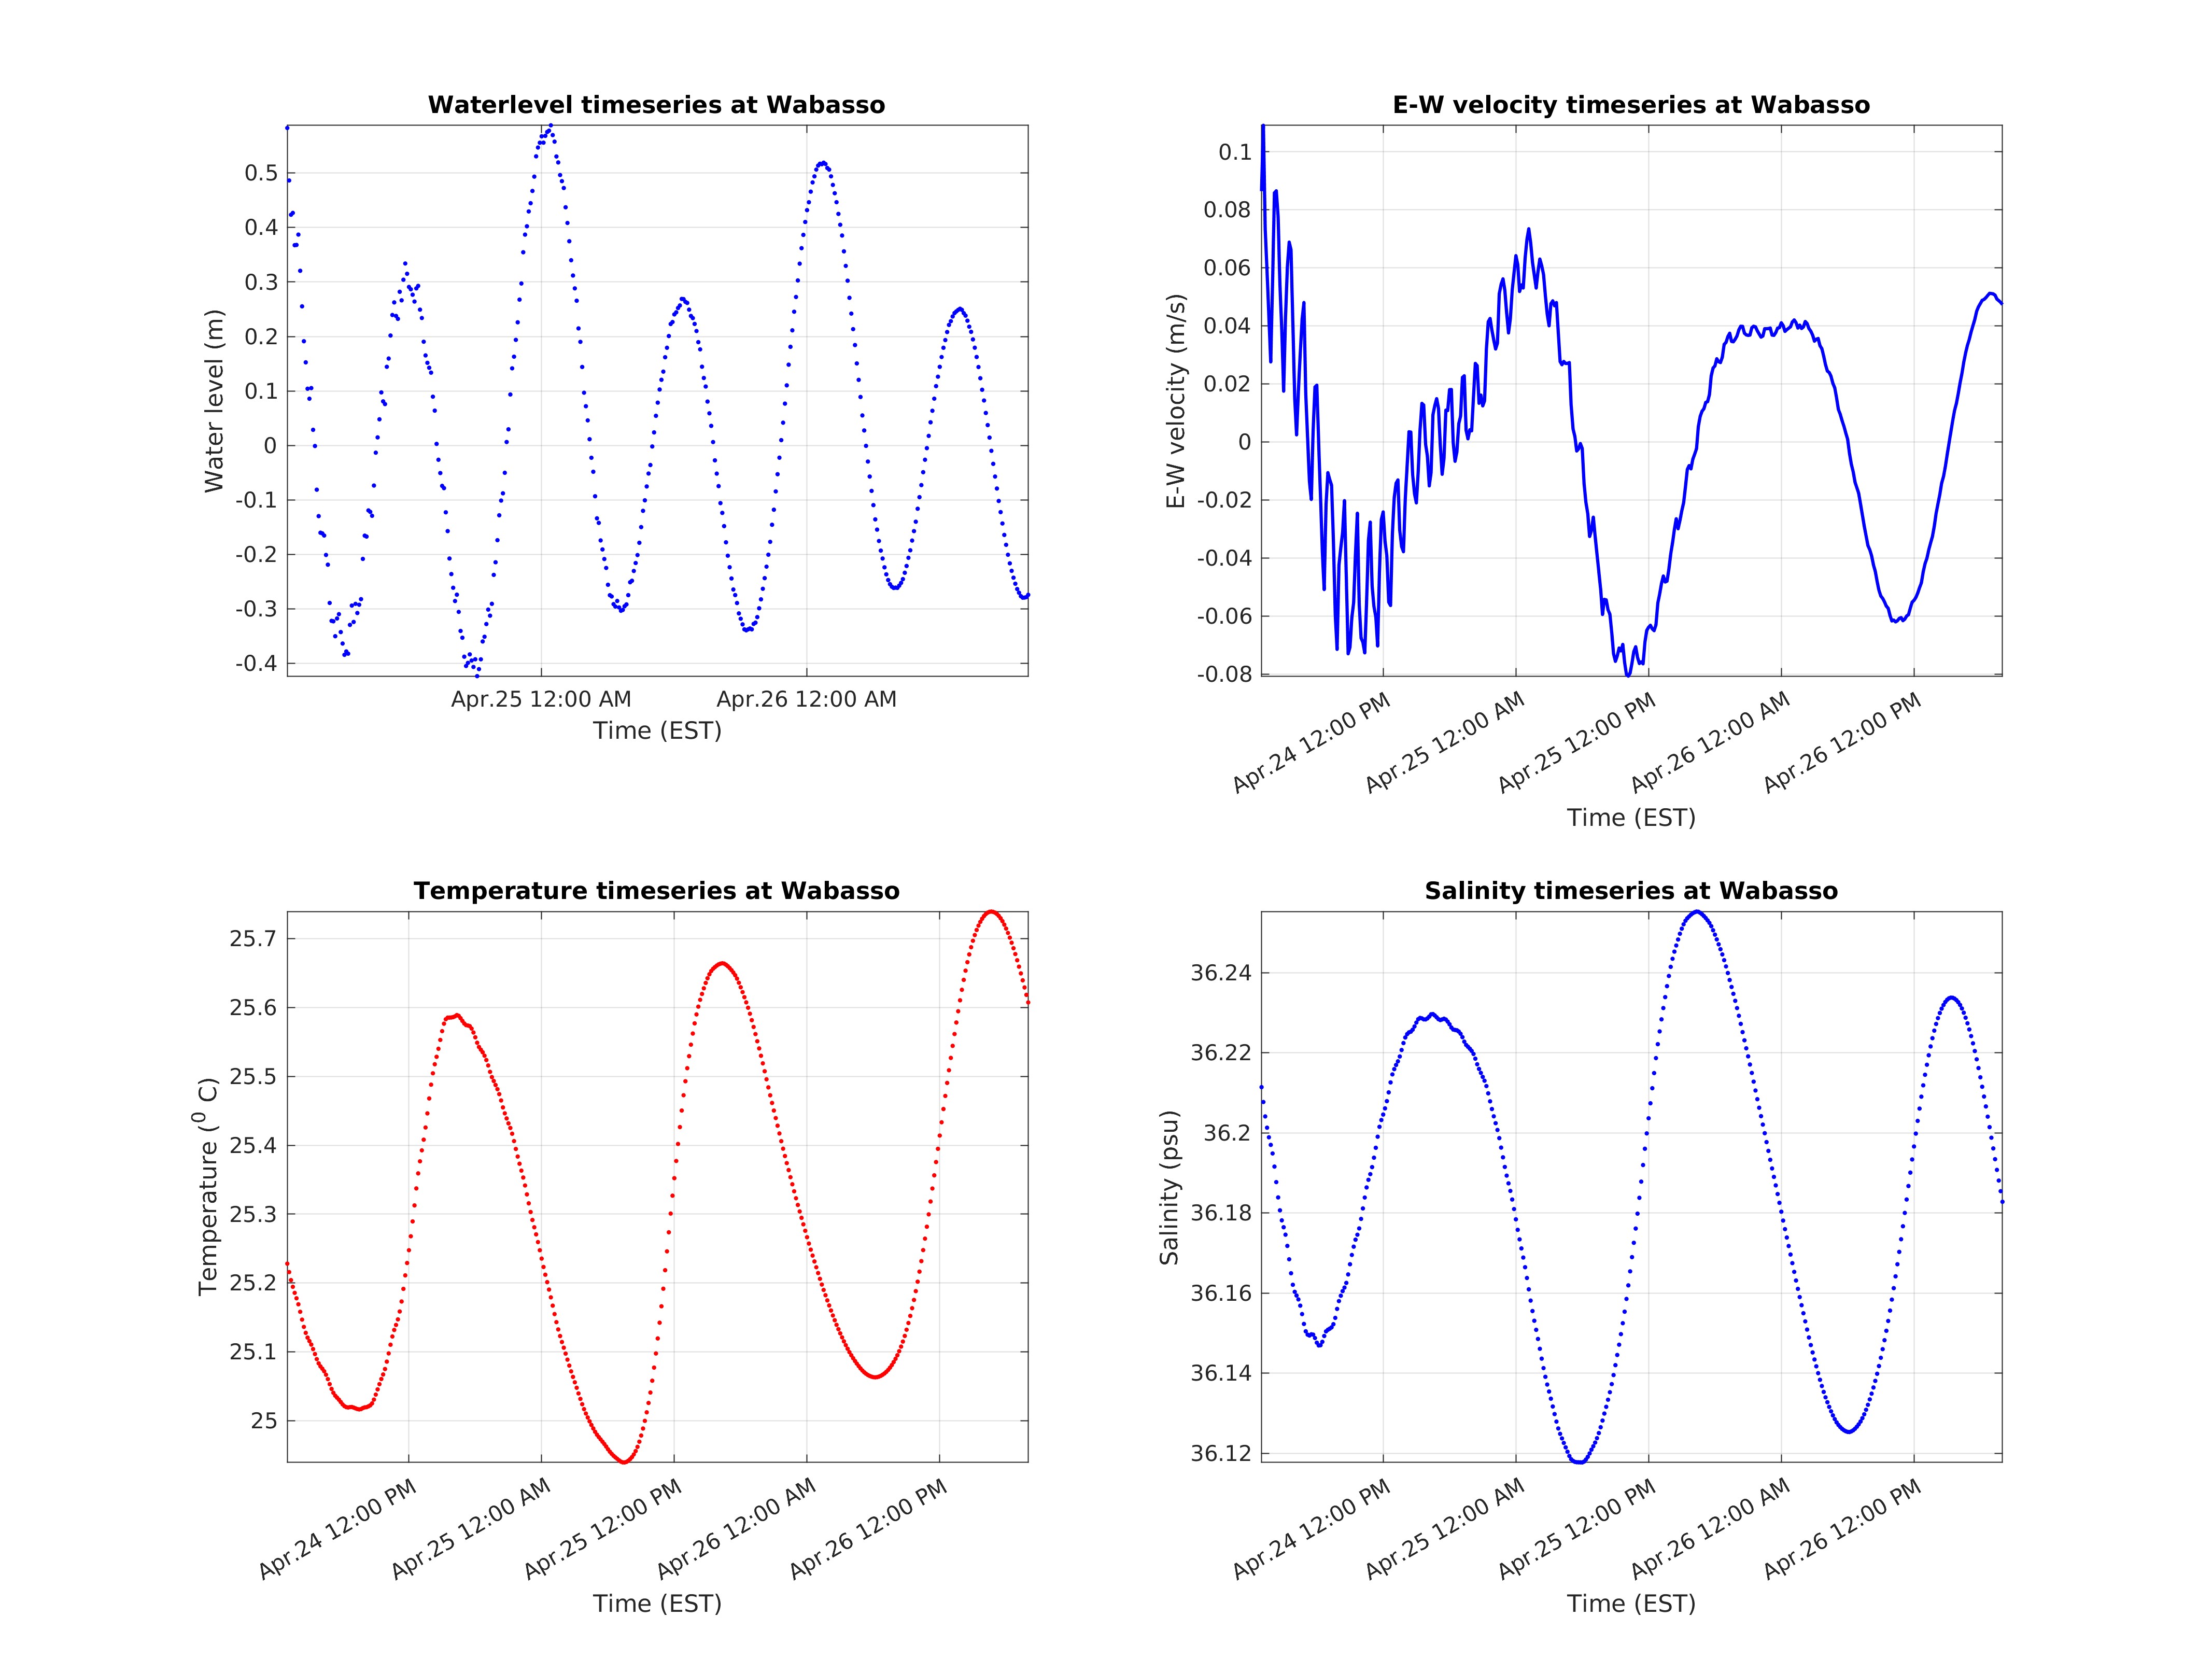 Waterlevel timeseries at Wabasso
0.5
0.4
0.3
0.2
0.1
0
-0.1
-0.2
-0.3
-0.4
Water level (m)
Apr.25 12:00 AM
Apr.26 12:00 AM
Time (EST)
E-W velocity timeseries at Wabasso
0.1
0.08
0.06
0.04
0.02
0
-0.02
-0.04
-0.06
-0.08
E-W velocity (m/s)
Apr.24 12:00 PM
Apr.25 12:00 AM
Apr.25 12:00 PM
Apr.26 12:00 AM
Apr.26 12:00 PM
Time (EST)
Temperature timeseries at Wabasso
25.7
25.6
25.5
25.4
25.3
25.2
25.1
25
Temperature (⁰ C)
Apr.24 12:00 PM
Apr.25 12:00 AM
Apr.25 12:00 PM
Apr.26 12:00 AM
Apr.26 12:00 PM
Time (EST)
Salinity timeseries at Wabasso
36.24
36.22
36.2
36.18
36.16
36.14
36.12
Salinity (psu)
Apr.24 12:00 PM
Apr.25 12:00 AM
Apr.25 12:00 PM
Apr.26 12:00 AM
Apr.26 12:00 PM
Time (EST)